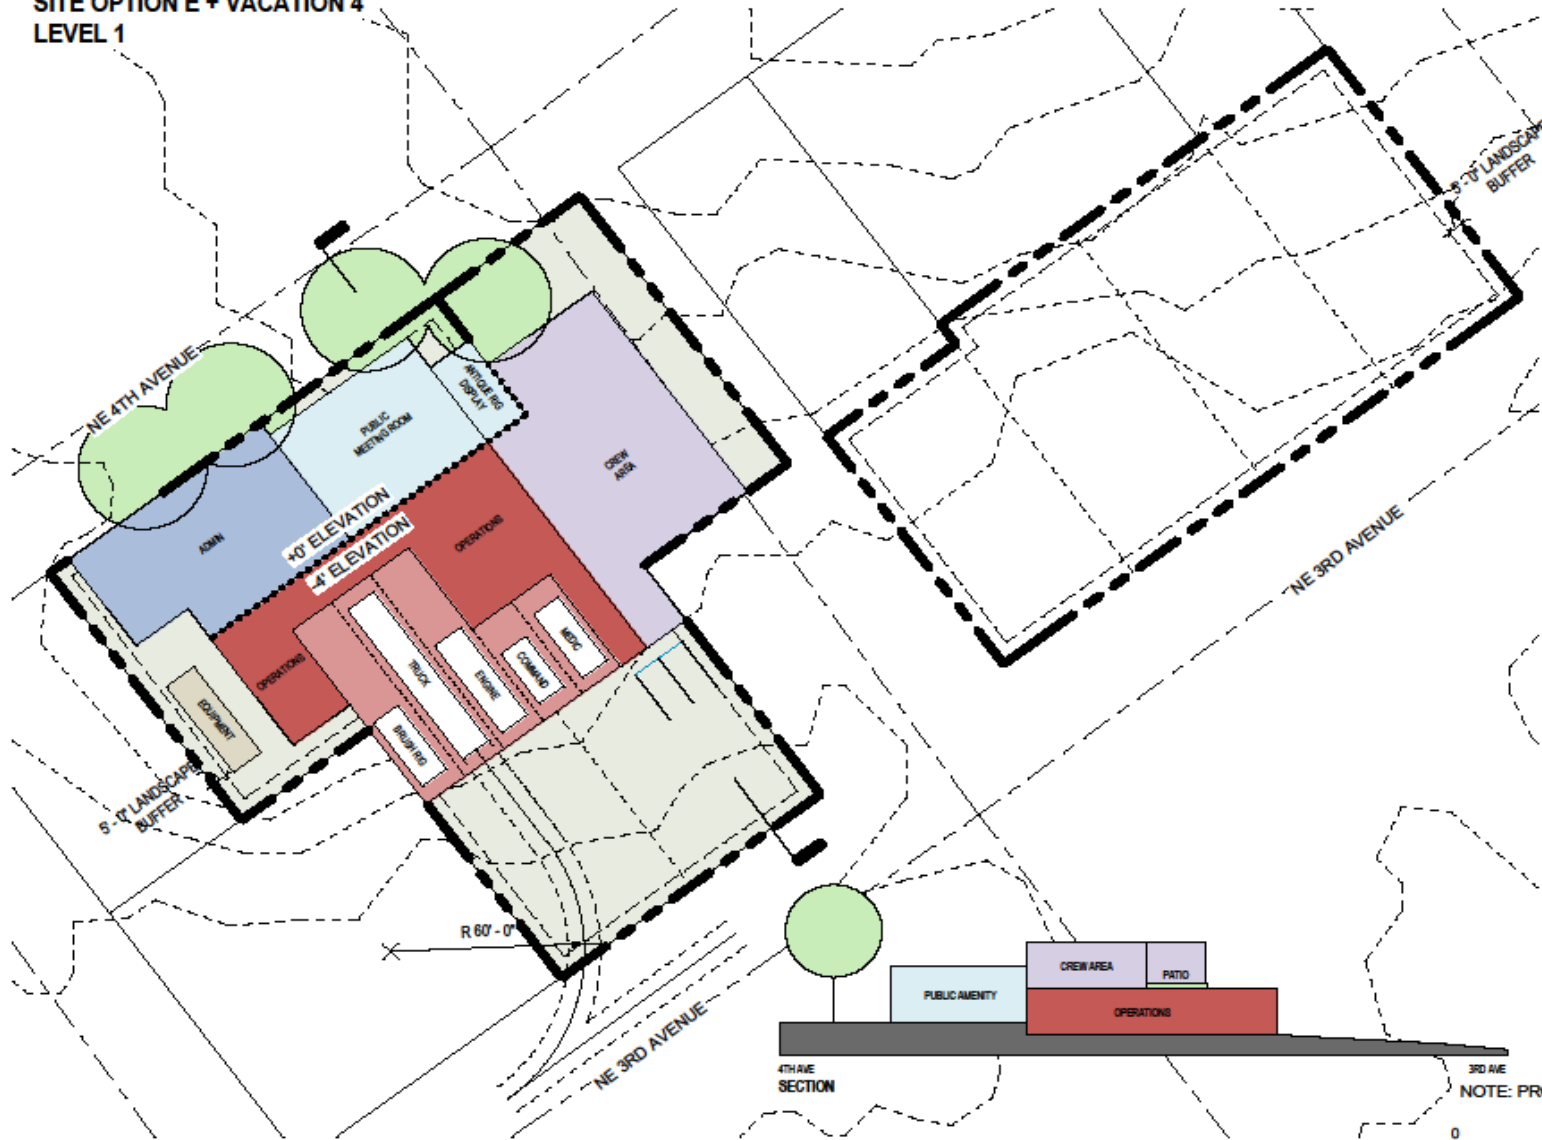 SITE OPTION E + VACATION 4
LEVEL 1
5' - 0" LANDSCAPE
BUFFER
NE 4TH AVENUE
ANTIQUE RIG
DISPLAY
PUBLIC
MEETING ROOM
CREW
AREA
ADMIN
+0' ELEVATION
-4' ELEVATION
OPERATIONS
NE 3RD AVENUE
OPERATIONS
TRUCK
ENGINE
COMMAND
MEDIC
EQUIPMENT
BRUSH RIG
5' - 0" LANDSCAPE
BUFFER
R 60' - 0"
NE 3RD AVENUE
CREW AREA
PATIO
PUBLIC AMENITY
OPERATIONS
4TH AVE
3RD AVE
SECTION
NOTE: PR
0